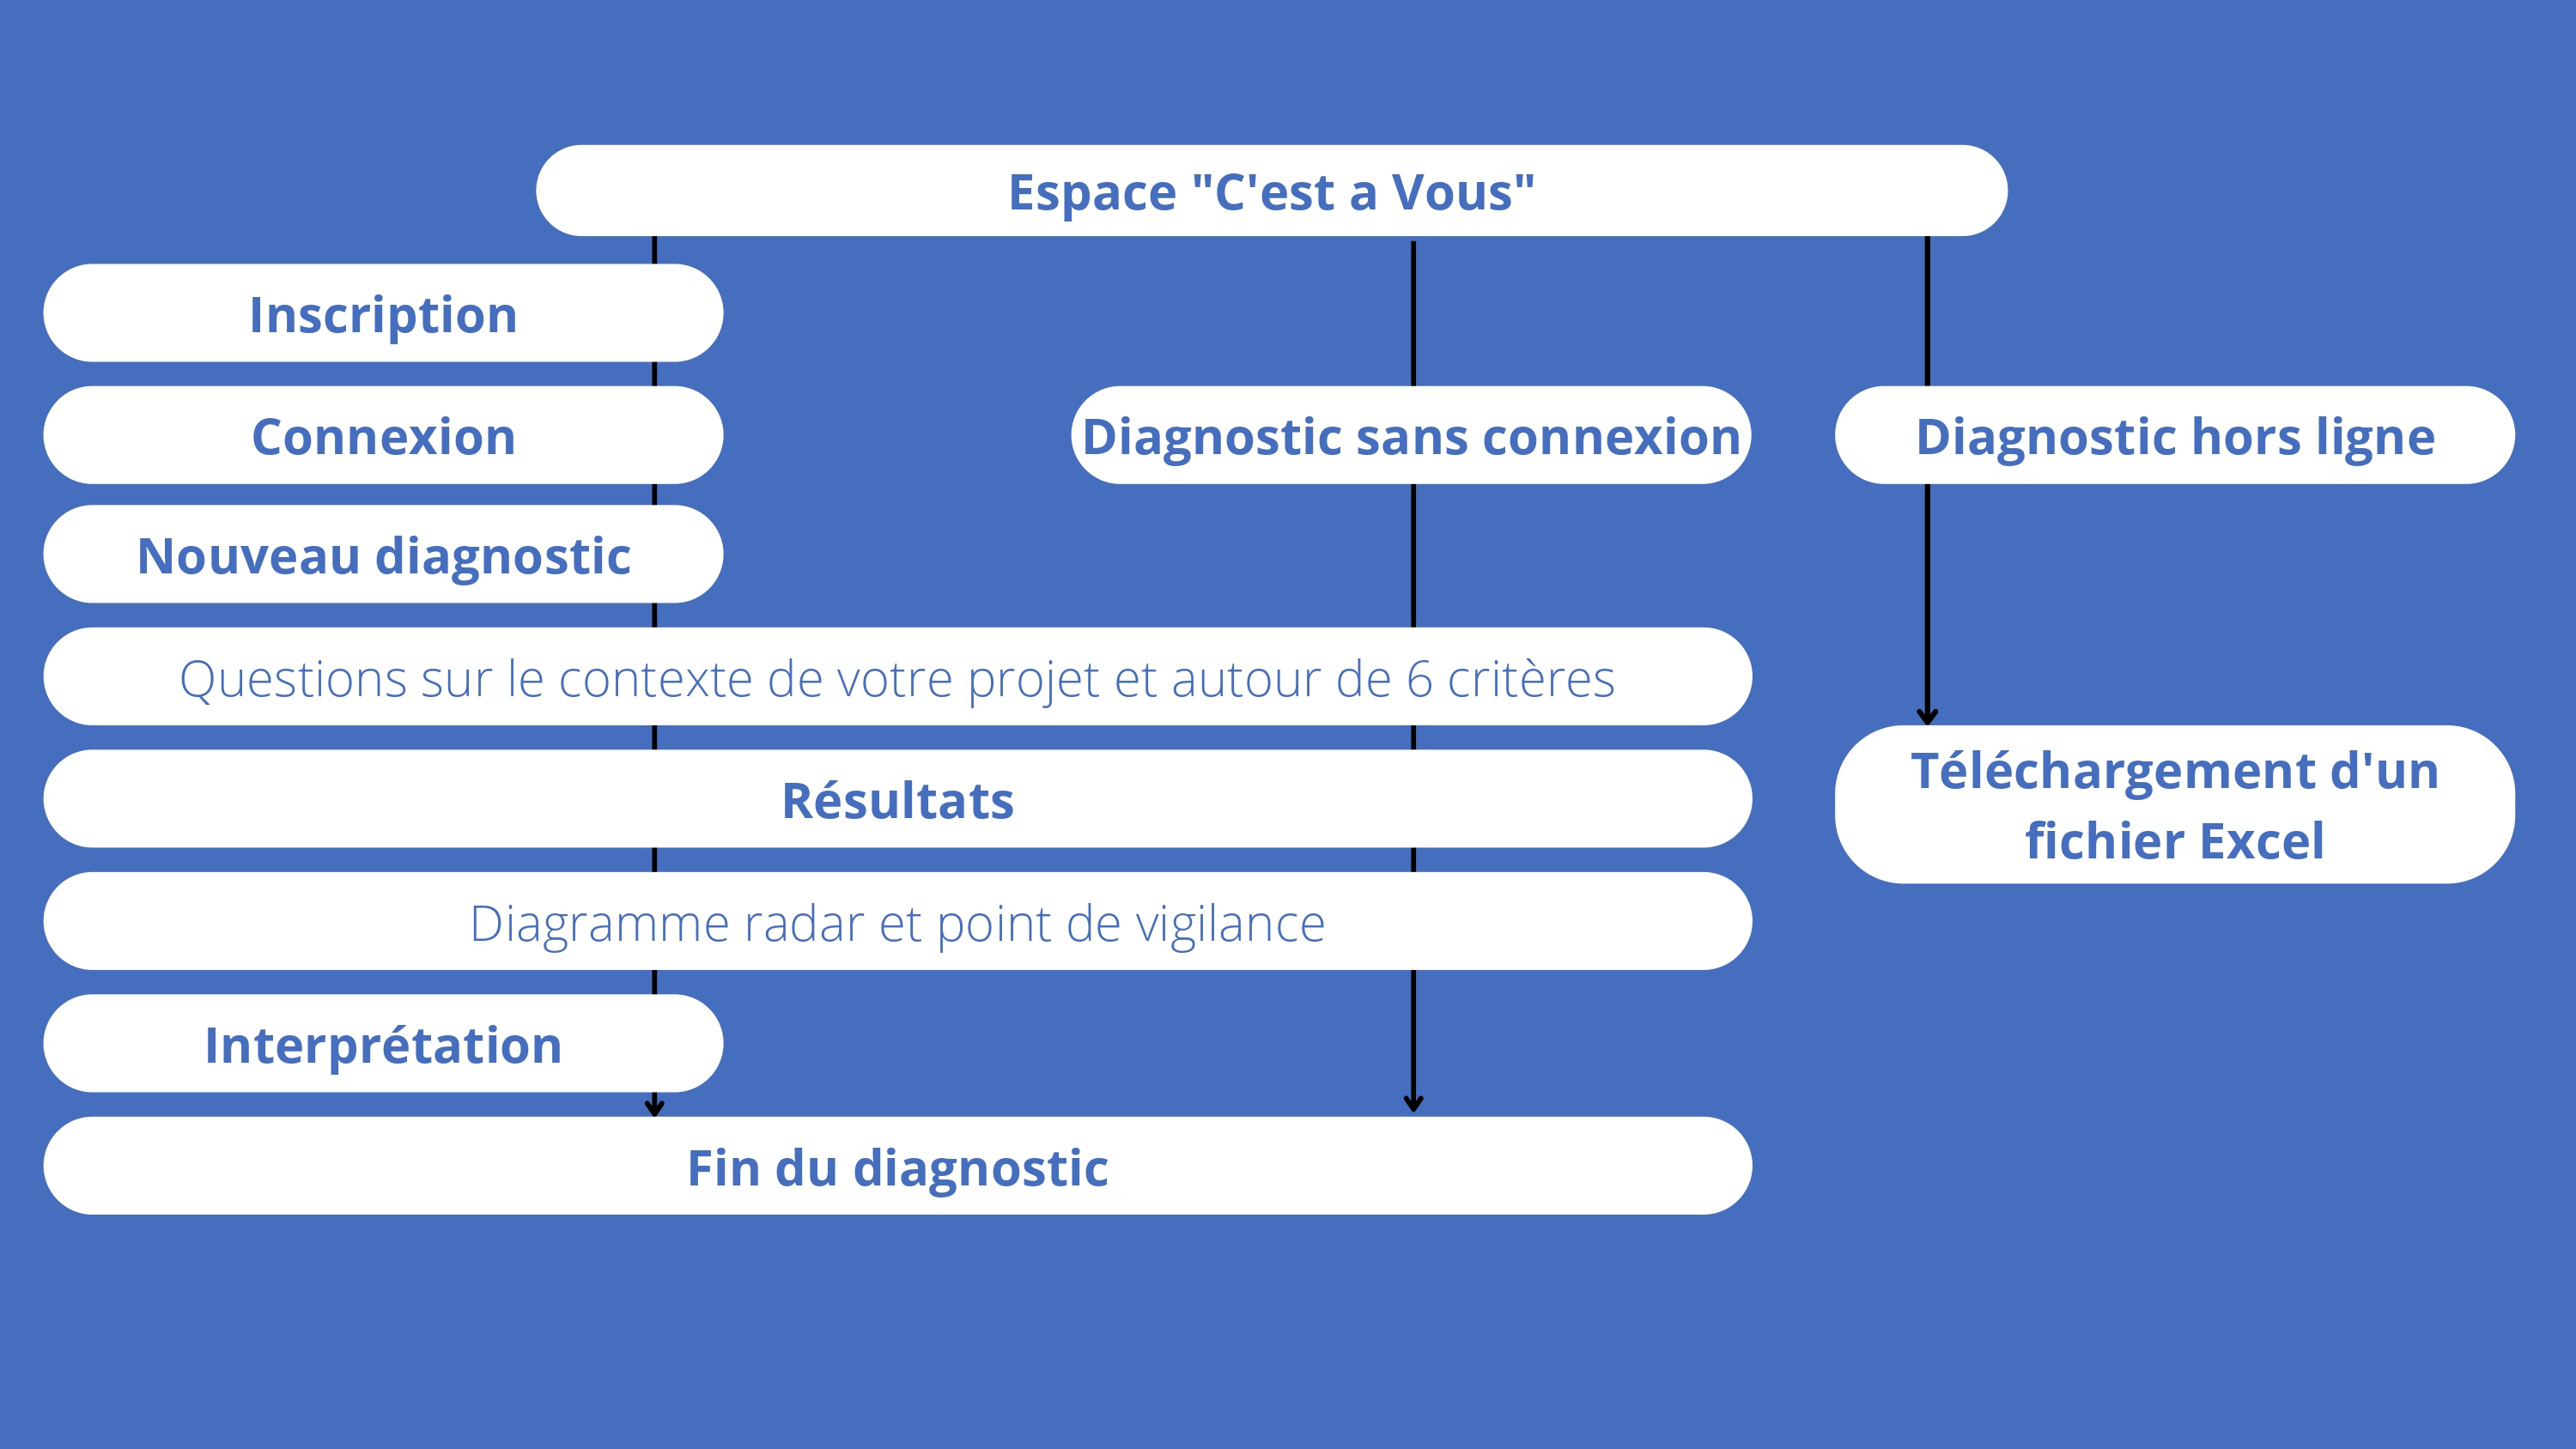 Espace "C'est a Vous"
Inscription
Connexion
Diagnostic sans connexion
Diagnostic hors ligne
Nouveau diagnostic
Questions sur le contexte de votre projet et autour de 6 critères
Résultats
Téléchargement d'un
fichier Excel
Diagramme radar et point de vigilance
Interprétation
Fin du diagnostic